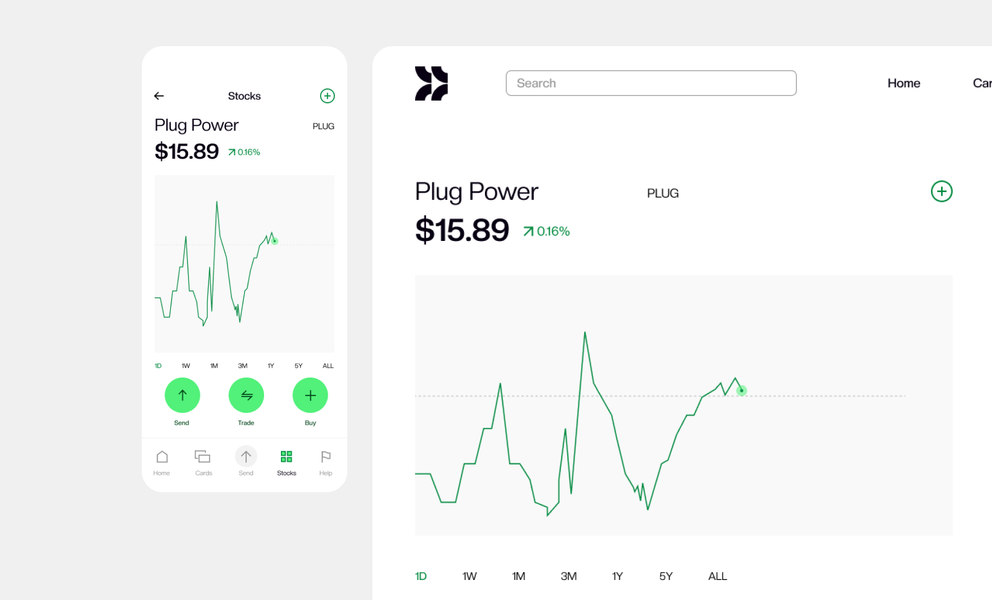 Stocks
Plug Power PLUG
$15.89 0.16%
1D 1W 1M 3M 1Y 5Y ALL
Send Trade Buy
Home Cards Send Stocks Help
Search Home Car
Plug Power PLUG
$15.89 0.16%
1D 1W 1M 3M 1Y 5Y ALL